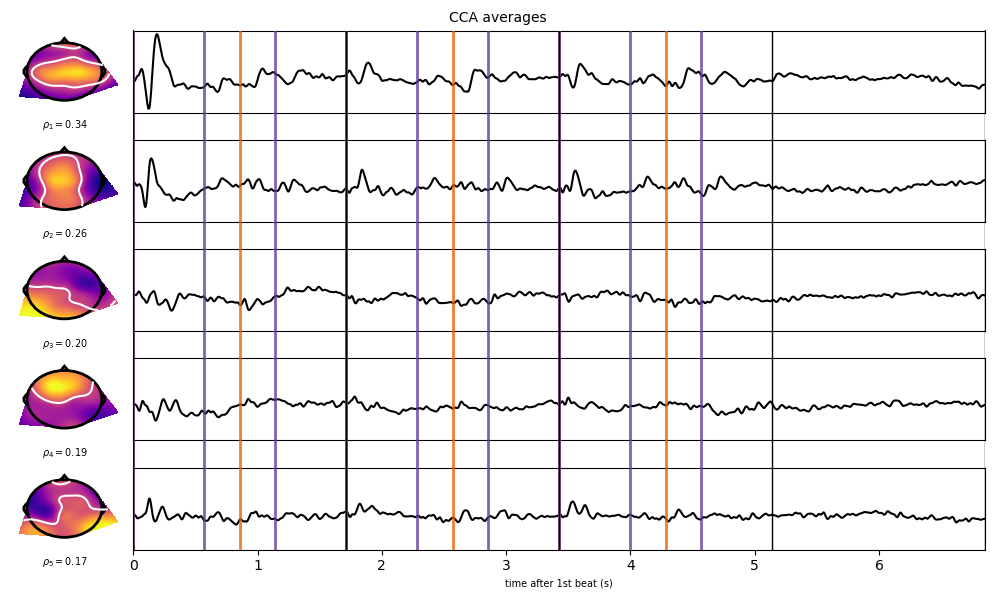 CCA averages
ρ₁ = 0.34
ρ₂ = 0.26
ρ₃ = 0.20
ρ₄ = 0.19
ρ₅ = 0.17
0 1 2 3 4 5 6
time after 1st beat (s)